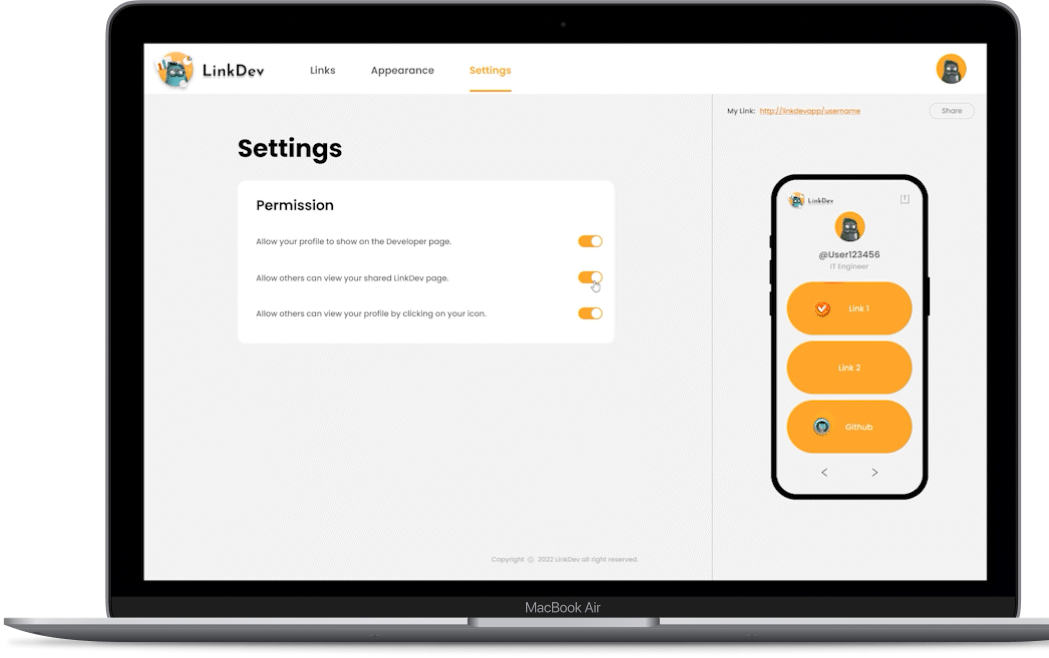 LinkDev
Links
Appearance
Settings
My Link: http://linkdevapp/username
Share
Settings
Permission
Allow your profile to show on the Developer page.
Allow others can view your shared LinkDev page.
Allow others can view your profile by clicking on your icon.
LinkDev
@User123456
IT Engineer
Link 1
Link 2
Github
< >
Copyright © 2022 LinkDev all right reserved.
MacBook Air